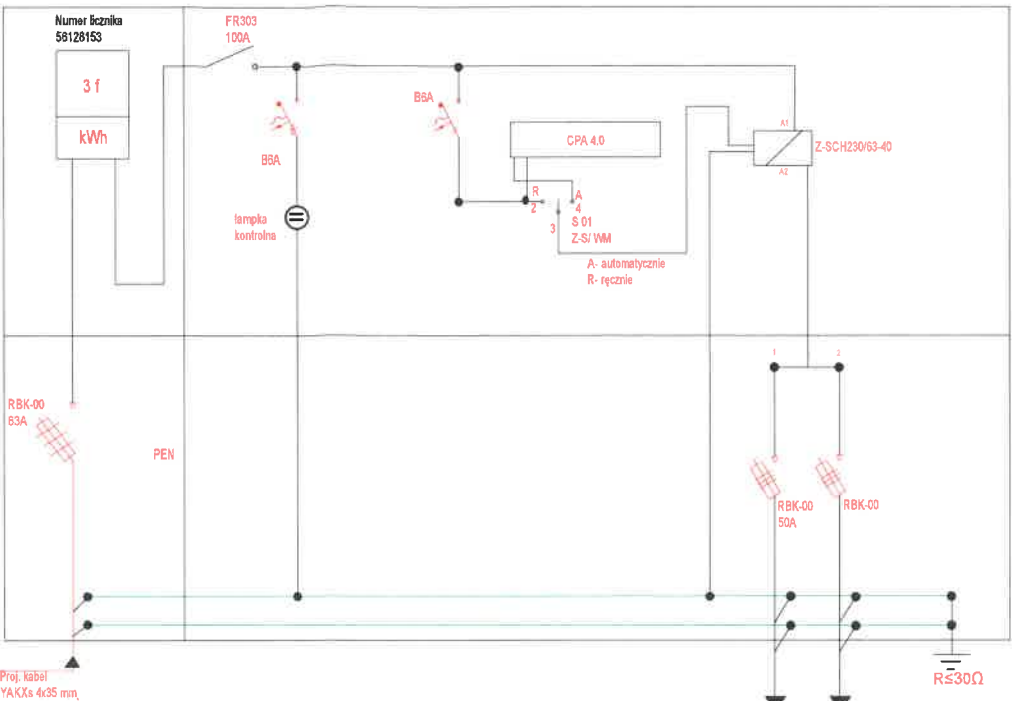 Numer licznika
56128153
3 f
kWh
FR303
100A
B6A
lampka
kontrolna
B6A
CPA 4.0
R
2
A
4
3
S 01
Z-S/ WM
A- automatycznie
R- ręcznie
A1
A2
Z-SCH230/63-40
RBK-00
63A
PEN
1
2
RBK-00
50A
RBK-00
R≤30Ω
Proj. kabel
YAKXs 4x35 mm